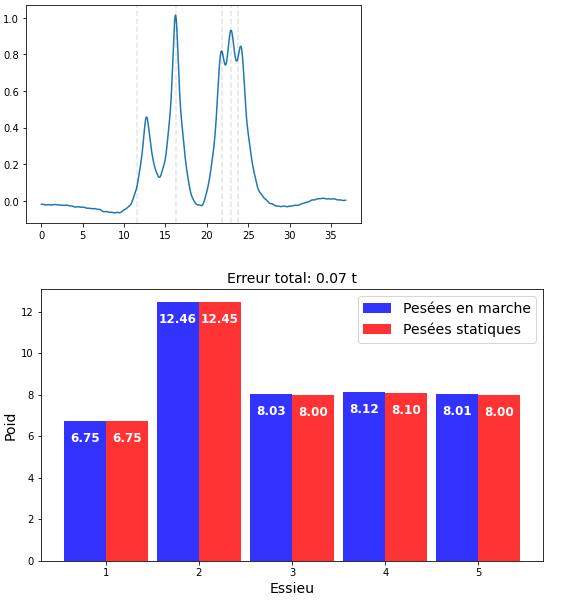 1.0
0.8
0.6
0.4
0.2
0.0
0 5 10 15 20 25 30 35
Erreur total: 0.07 t
12
10
8
6
4
2
0
Poid
Pesées en marche
Pesées statiques
6.75 6.75 12.46 12.45 8.03 8.00 8.12 8.10 8.01 8.00
1 2 3 4 5
Essieu